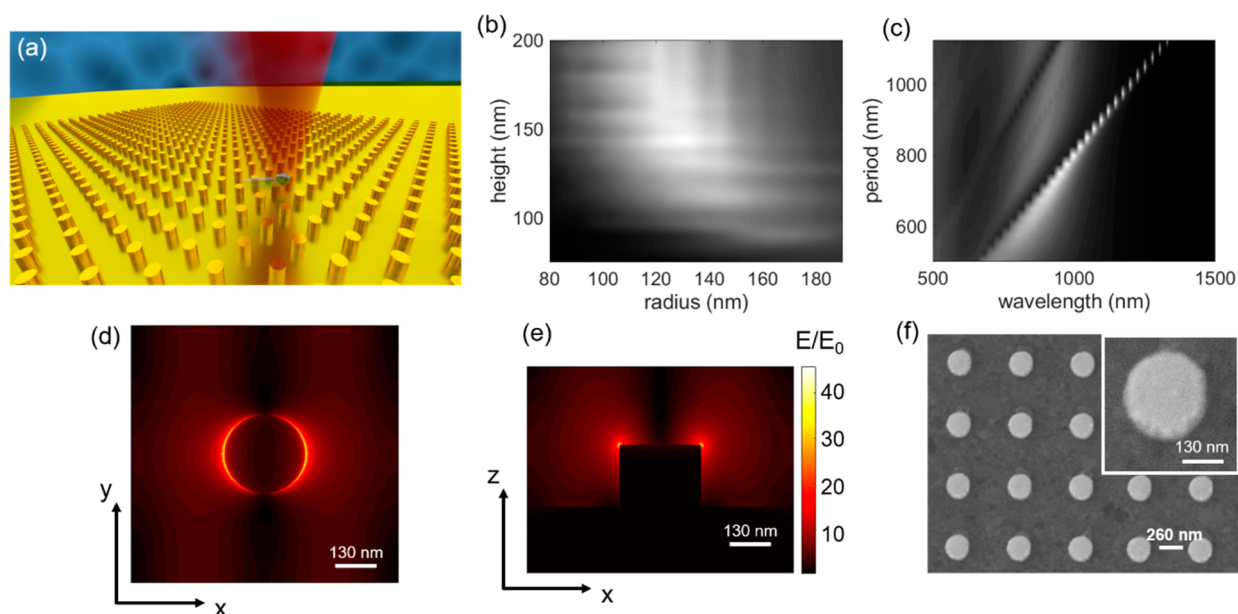 (a)
(b)
200
150
100
height (nm)
80 100 120 140 160 180
radius (nm)
(c)
1000
800
600
period (nm)
500 1000 1500
wavelength (nm)
(d)
y
x
130 nm
(e)
E/E0
40
30
20
10
z
x
130 nm
(f)
130 nm
260 nm